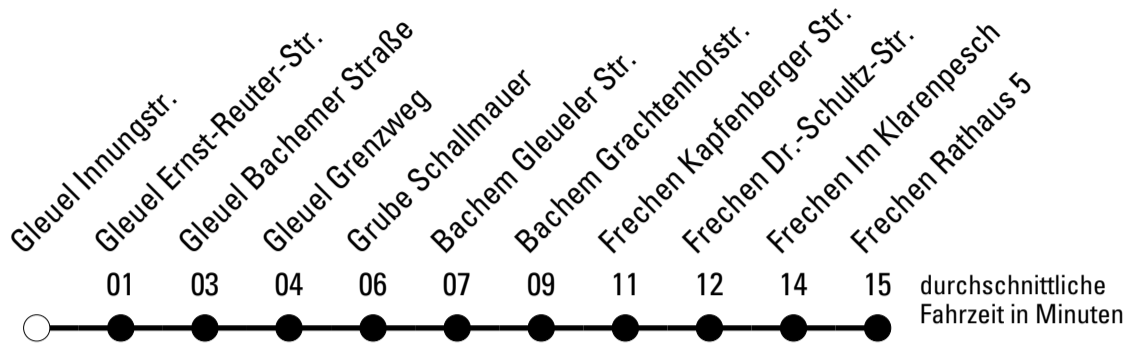 Gleuel Innungstr.
Gleuel Ernst-Reuter-Str.
Gleuel Bachemer Straße
Gleuel Grenzweg
Grube Schallmauer
Bachem Gleueler Str.
Bachem Grachtenhofstr.
Frechen Kapfenberger Str.
Frechen Dr.-Schultz-Str.
Frechen Im Klarenpesch
Frechen Rathaus 5
01 03 04 06 07 09 11 12 14 15
durchschnittliche
Fahrzeit in Minuten